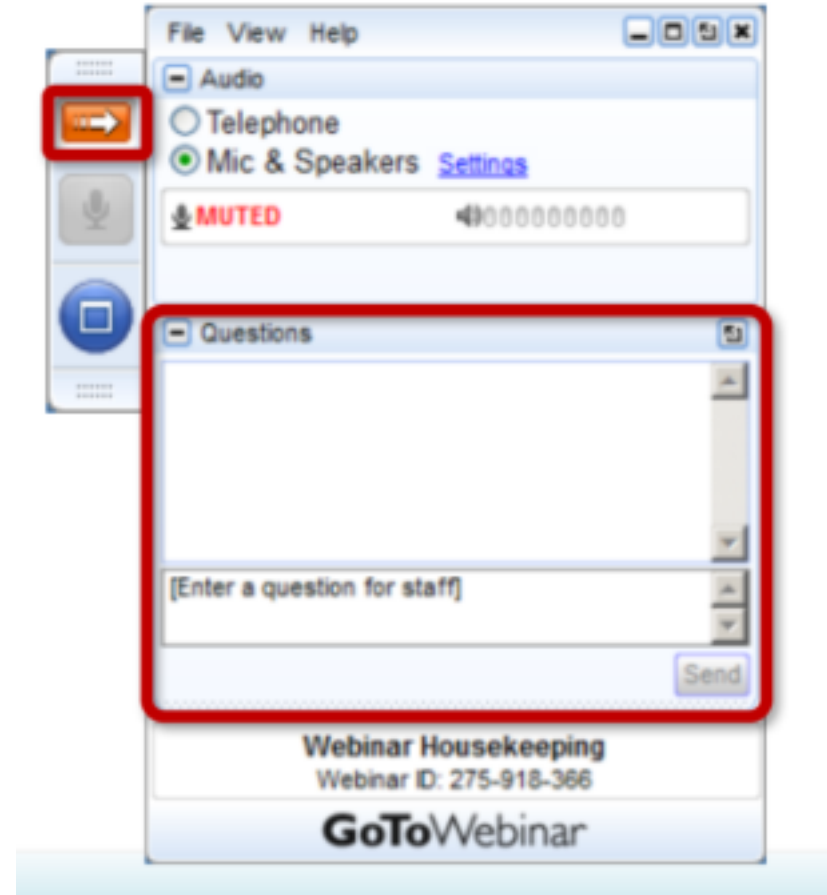 File View Help
Audio
Telephone
Mic & Speakers Settings
MUTED
Questions
[Enter a question for staff]
Send
Webinar Housekeeping
Webinar ID: 275-918-366
GoToWebinar